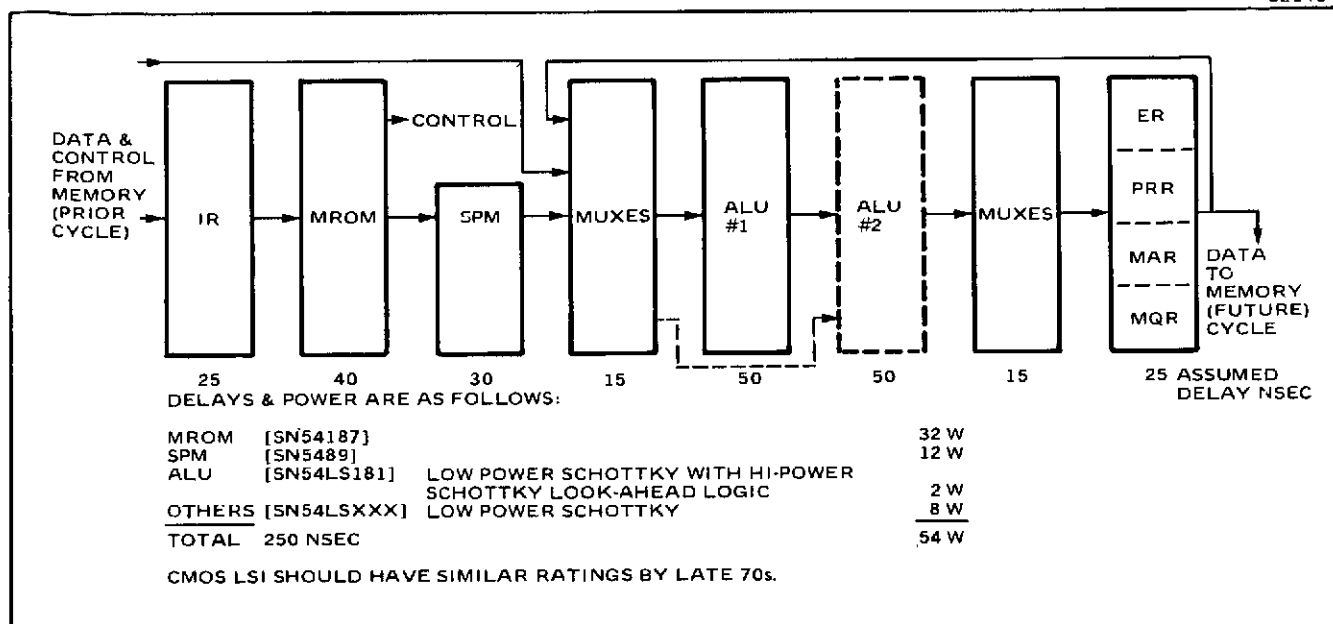 DATA &
CONTROL
FROM
MEMORY
(PRIOR
CYCLE)
IR
MROM
CONTROL
SPM
MUXES
ALU
#1
ALU
#2
MUXES
ER
PRR
MAR
MQR
DATA
TO
MEMORY
(FUTURE)
CYCLE
25 40 30 15 50 50 15 25 ASSUMED
DELAY NSEC
DELAYS & POWER ARE AS FOLLOWS:
MROM [SN54187] 32 W
SPM [SN5489] 12 W
ALU [SN54LS181] LOW POWER SCHOTTKY WITH HI-POWER
SCHOTTKY LOOK-AHEAD LOGIC 2 W
OTHERS [SN54LSXXX] LOW POWER SCHOTTKY 8 W
TOTAL 250 NSEC 54 W
CMOS LSI SHOULD HAVE SIMILAR RATINGS BY LATE 70s.